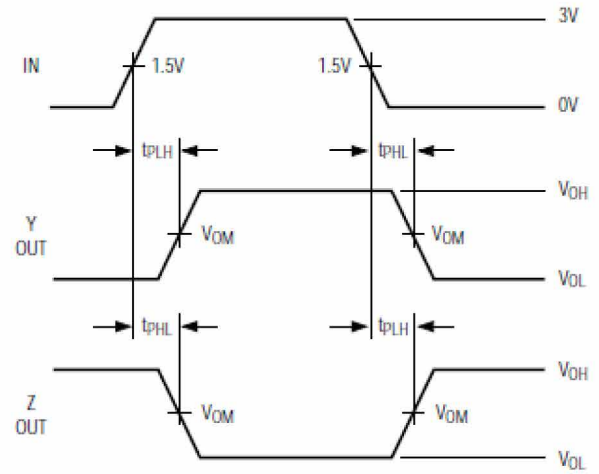 3V
IN 1.5V 1.5V
0V
tPLH tPHL
VOH
Y
OUT VOM VOM
VOL
tPHL tPLH
VOH
Z
OUT VOM VOM
VOL